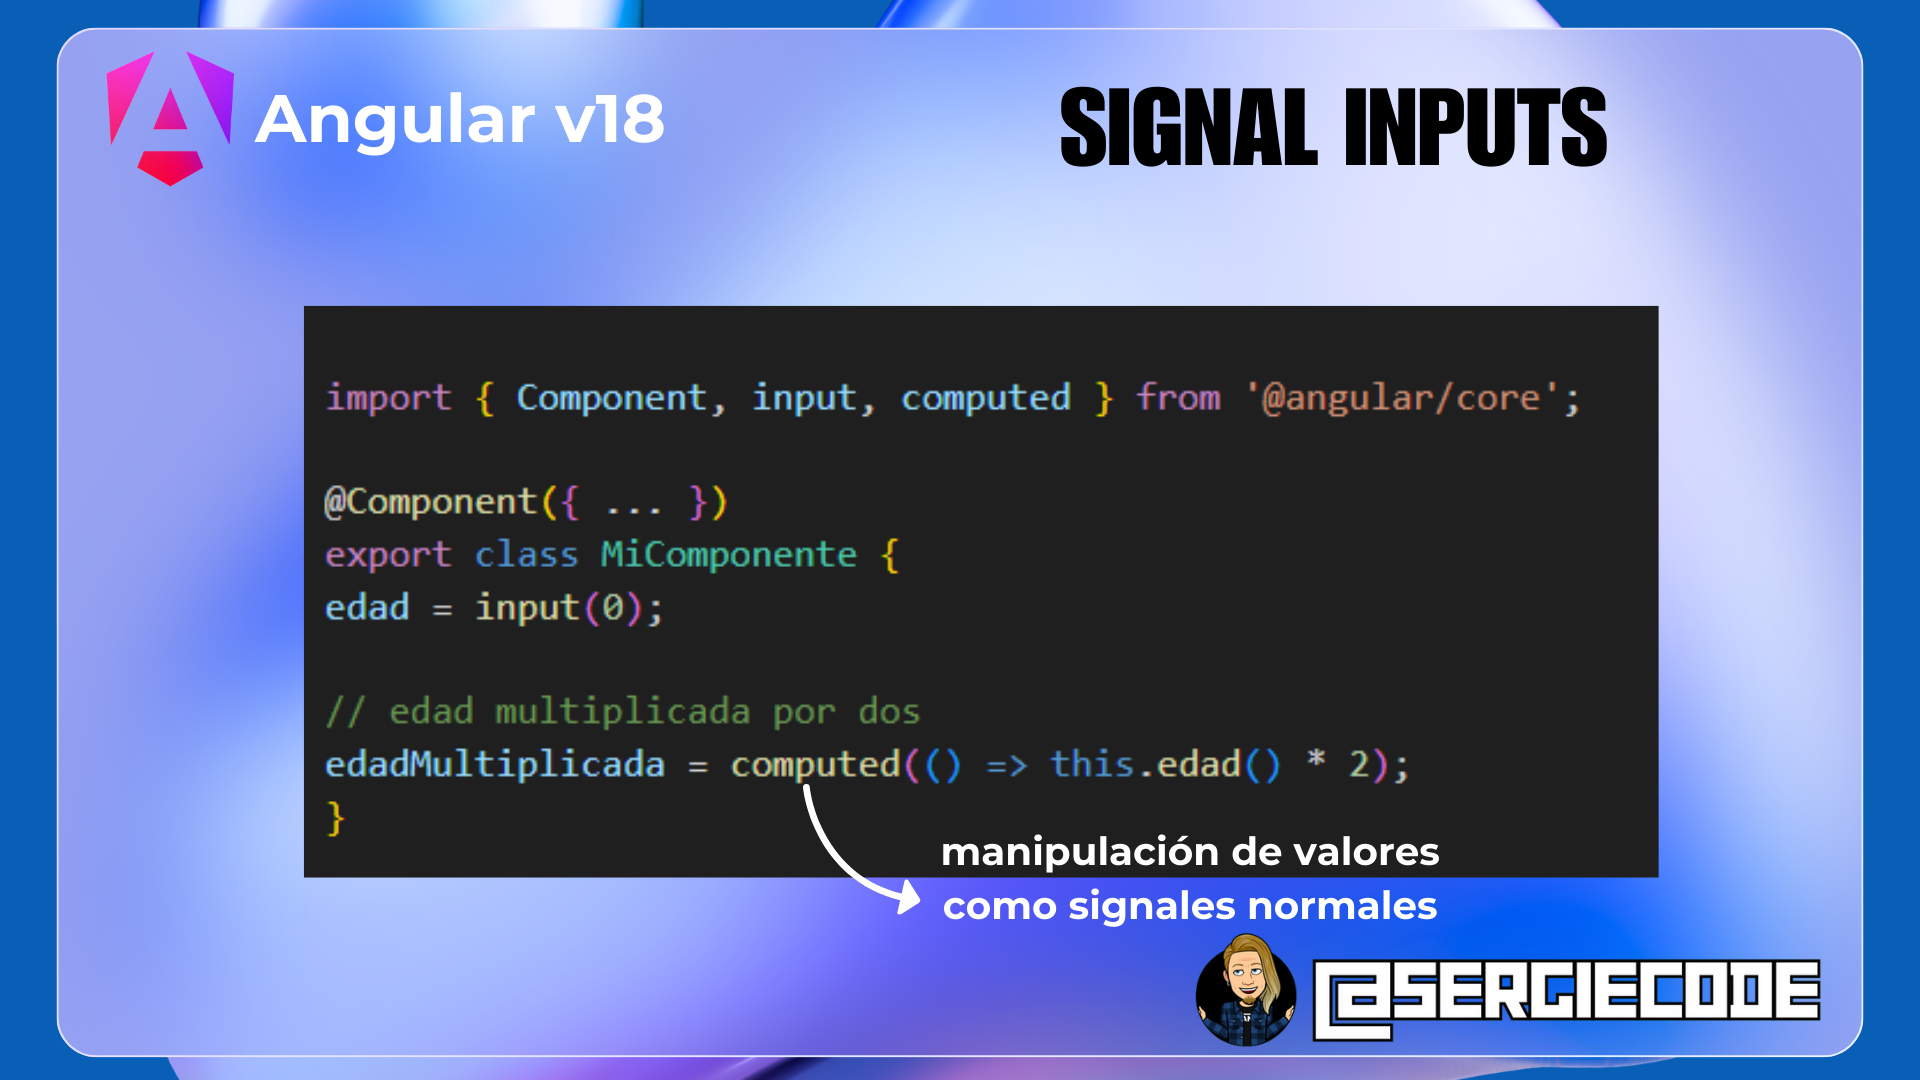 Angular v18
SIGNAL INPUTS
import { Component, input, computed } from '@angular/core';
@Component({ ... })
export class MiComponente {
edad = input(0);
// edad multiplicada por dos
edadMultiplicada = computed(() => this.edad() * 2);
}
manipulación de valores
como signales normales
@SERGIECODE